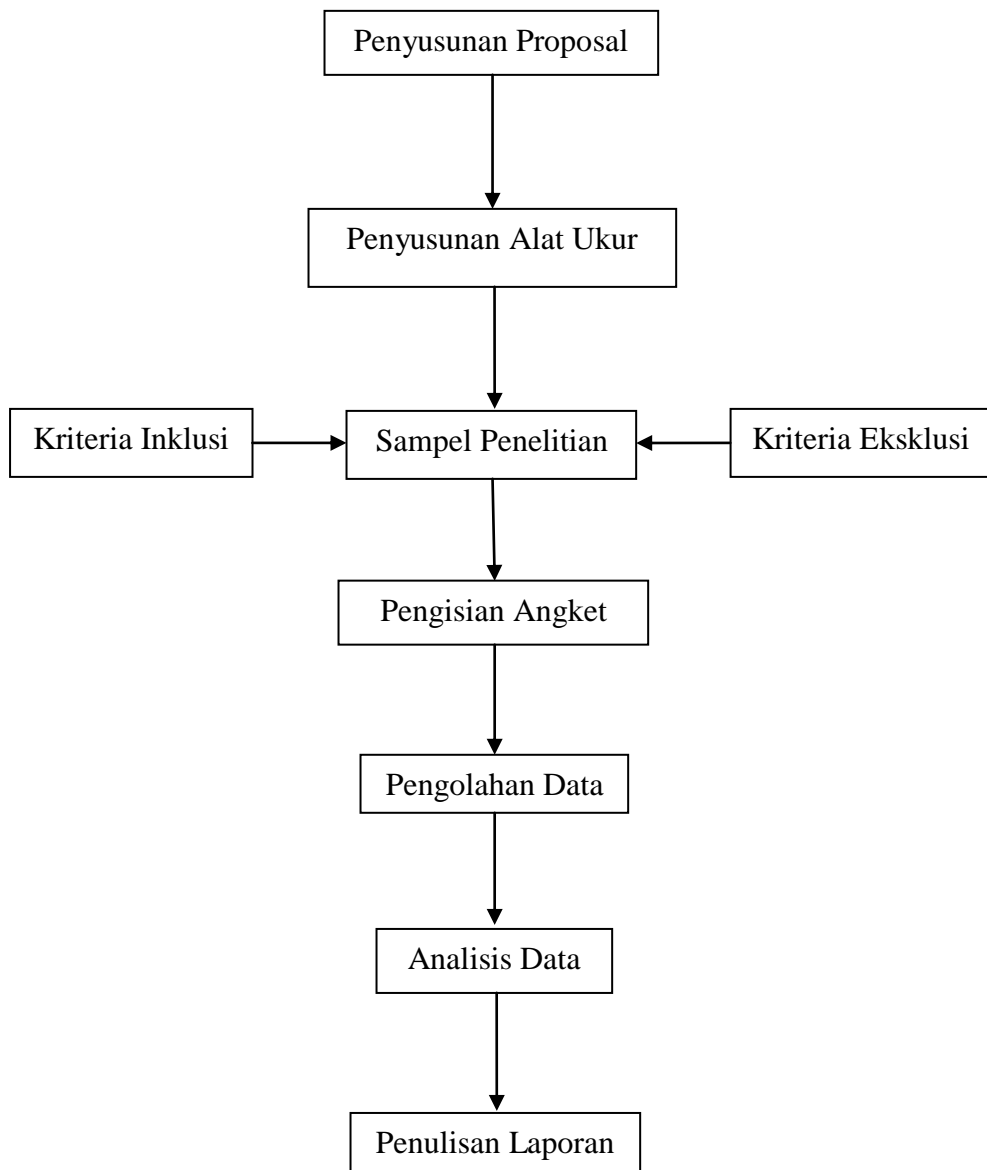 Penyusunan Proposal
Penyusunan Alat Ukur
Kriteria Inklusi
Sampel Penelitian
Kriteria Eksklusi
Pengisian Angket
Pengolahan Data
Analisis Data
Penulisan Laporan